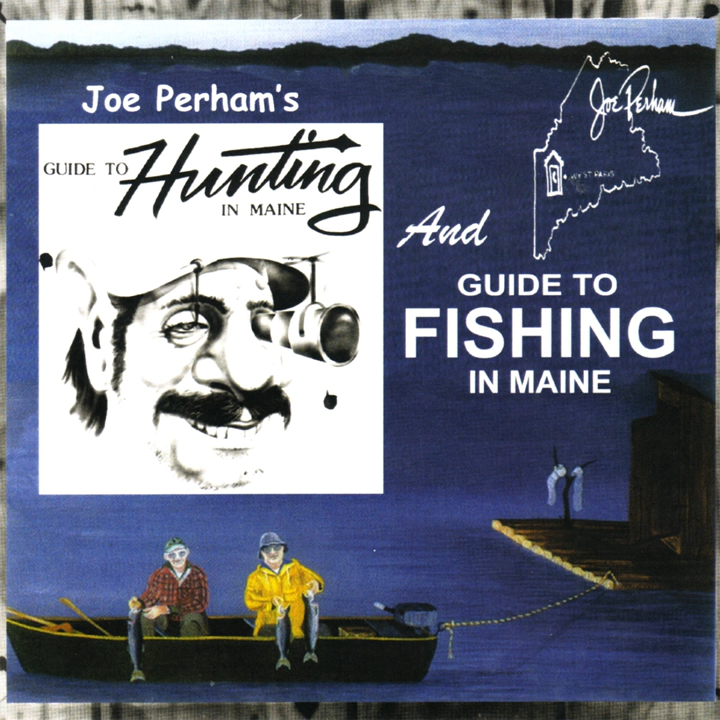 Joe Perham's
GUIDE TO Hunting
IN MAINE
And
Joe Perham
GUIDE TO
FISHING
IN MAINE